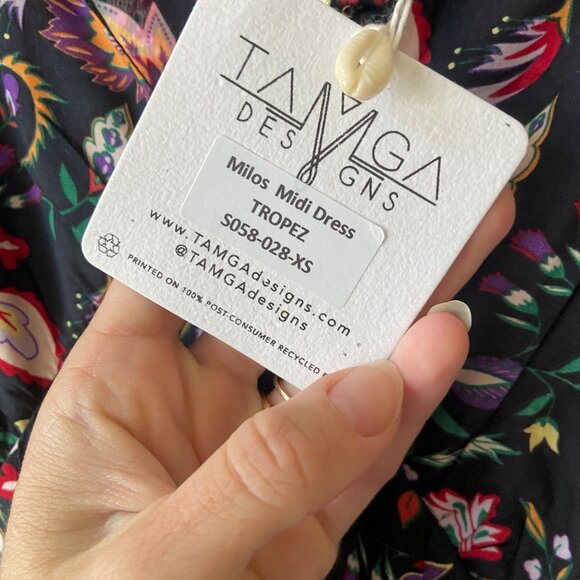 TAMGA
DESIGNS
Milos Midi Dress
TROPEZ
S058-028-XS
www.TAMGAdesigns.com
@TAMGAdesigns
PRINTED ON 100% POST-CONSUMER RECYCLED